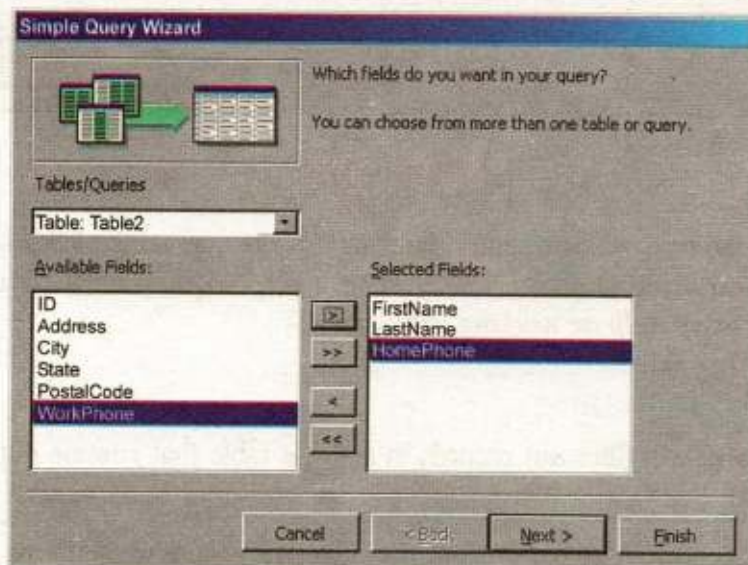 Simple Query Wizard
Which fields do you want in your query?
You can choose from more than one table or query.
Tables/Queries
Table: Table2
Available Fields:
Selected Fields:
ID
Address
City
State
PostalCode
WorkPhone
>
>>
<
<<
FirstName
LastName
HomePhone
Cancel
< Back
Next >
Finish